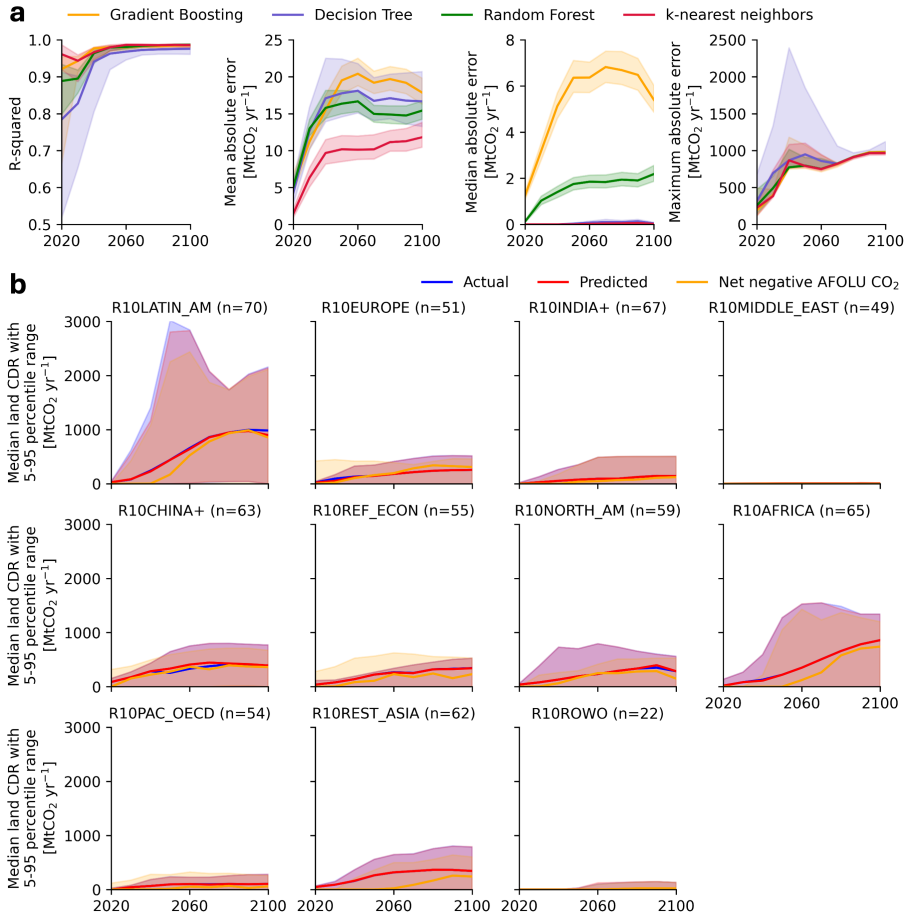 a
Gradient Boosting
Decision Tree
Random Forest
k-nearest neighbors
R-squared
1.0
0.9
0.8
0.7
0.6
0.5
2020 2060 2100
Mean absolute error
[MtCO₂ yr⁻¹]
25
20
15
10
5
0
2020 2060 2100
Median absolute error
[MtCO₂ yr⁻¹]
8
6
4
2
0
2020 2060 2100
Maximum absolute error
[MtCO₂ yr⁻¹]
2500
2000
1500
1000
500
0
2020 2060 2100
b
Actual
Predicted
Net negative AFOLU CO₂
R10LATIN_AM (n=70)
R10EUROPE (n=51)
R10INDIA+ (n=67)
R10MIDDLE_EAST (n=49)
Median land CDR with
5-95 percentile range
[MtCO₂ yr⁻¹]
3000
2000
1000
0
R10CHINA+ (n=63)
R10REF_ECON (n=55)
R10NORTH_AM (n=59)
R10AFRICA (n=65)
Median land CDR with
5-95 percentile range
[MtCO₂ yr⁻¹]
3000
2000
1000
0
2020 2060 2100
R10PAC_OECD (n=54)
R10REST_ASIA (n=62)
R10ROWO (n=22)
Median land CDR with
5-95 percentile range
[MtCO₂ yr⁻¹]
3000
2000
1000
0
2020 2060 2100
2020 2060 2100
2020 2060 2100